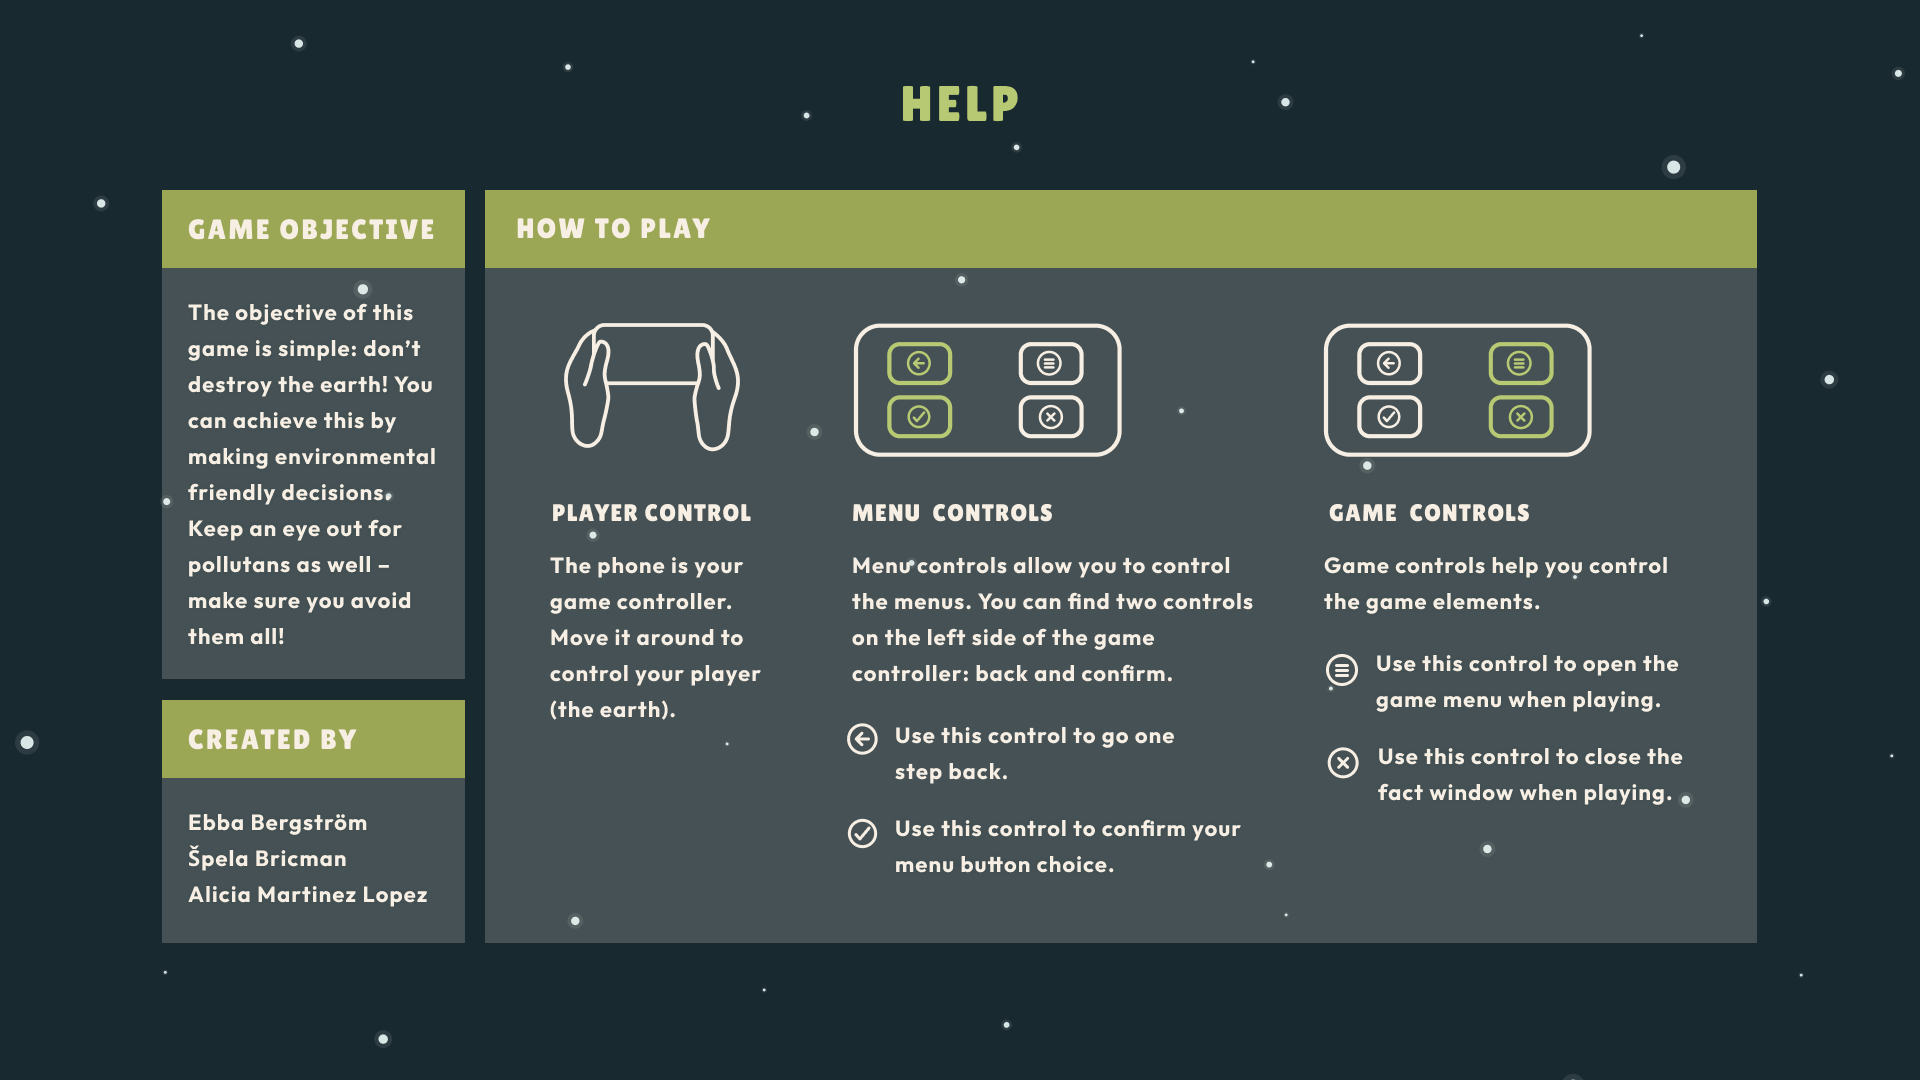 HELP
GAME OBJECTIVE
The objective of this
game is simple: don’t
destroy the earth! You
can achieve this by
making environmental
friendly decisions.
Keep an eye out for
pollutans as well –
make sure you avoid
them all!
CREATED BY
Ebba Bergström
Špela Bricman
Alicia Martinez Lopez
HOW TO PLAY
PLAYER CONTROL
The phone is your
game controller.
Move it around to
control your player
(the earth).
MENU CONTROLS
Menu controls allow you to control
the menus. You can find two controls
on the left side of the game
controller: back and confirm.
Use this control to go one
step back.
Use this control to confirm your
menu button choice.
GAME CONTROLS
Game controls help you control
the game elements.
Use this control to open the
game menu when playing.
Use this control to close the
fact window when playing.